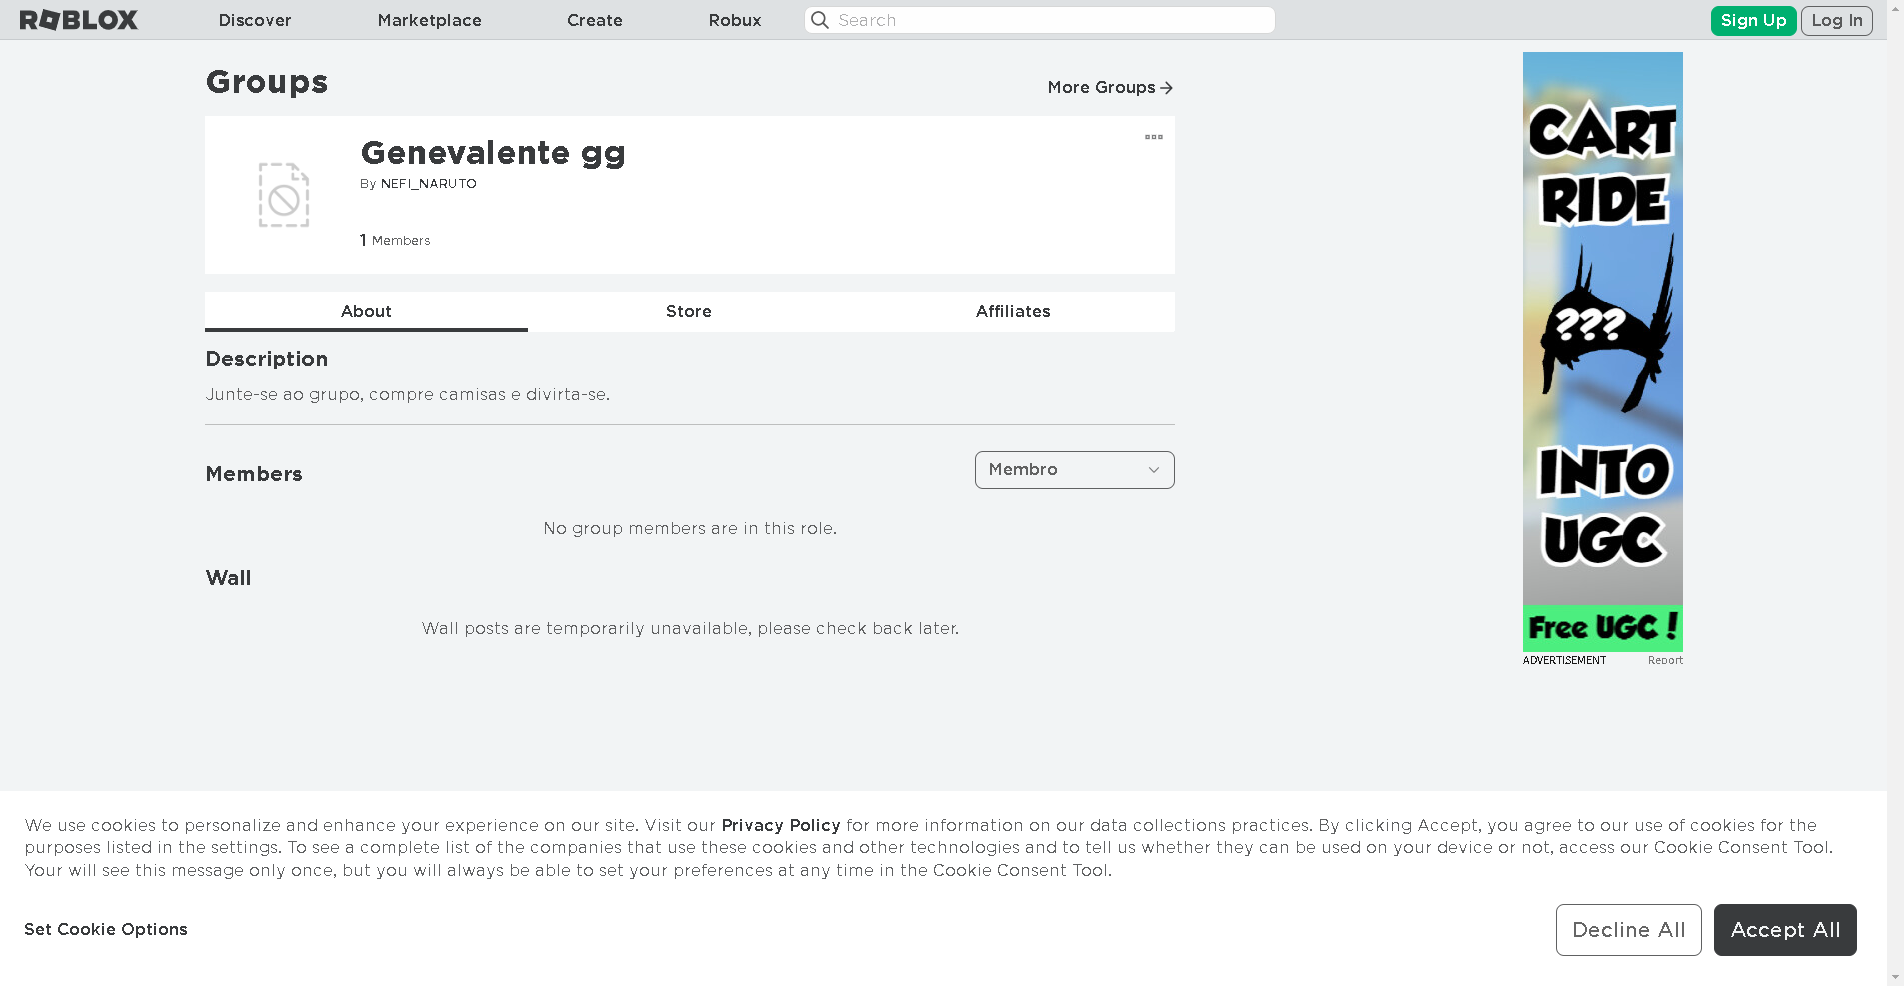 ROBLOX
Discover
Marketplace
Create
Robux
Search
Sign Up
Log In
Groups
More Groups
Genevalente gg
By NEFI_NARUTO
1 Members
About
Store
Affiliates
Description
Junte-se ao grupo, compre camisas e divirta-se.
Members
Membro
No group members are in this role.
Wall
Wall posts are temporarily unavailable, please check back later.
CART
RIDE
???
INTO
UGC
Free UGC !
ADVERTISEMENT
Report
We use cookies to personalize and enhance your experience on our site. Visit our Privacy Policy for more information on our data collections practices. By clicking Accept, you agree to our use of cookies for the
purposes listed in the settings. To see a complete list of the companies that use these cookies and other technologies and to tell us whether they can be used on your device or not, access our Cookie Consent Tool.
Your will see this message only once, but you will always be able to set your preferences at any time in the Cookie Consent Tool.
Set Cookie Options
Decline All
Accept All